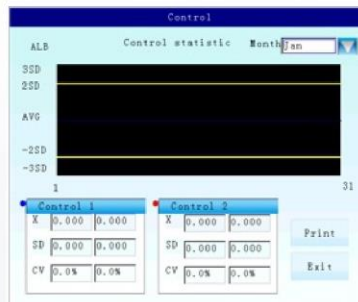 Control
ALB Control statistic Month Jan
3SD
2SD
AVG
-2SD
-3SD
1 31
Control 1 Control 2
X 0.000 0.000 X 0.000 0.000
SD 0.000 0.000 SD 0.000 0.000
CV 0.0% 0.0% CV 0.0% 0.0%
Print
Exit